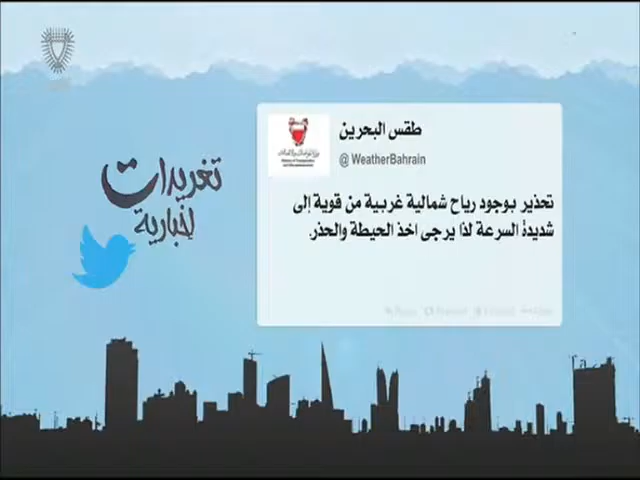 تغريدات
إخبارية
طقس البحرين
@WeatherBahrain
تحذير بوجود رياح شمالية غربية من قوية إلى
شديدة السرعة لذا يرجى اخذ الحيطة والحذر.